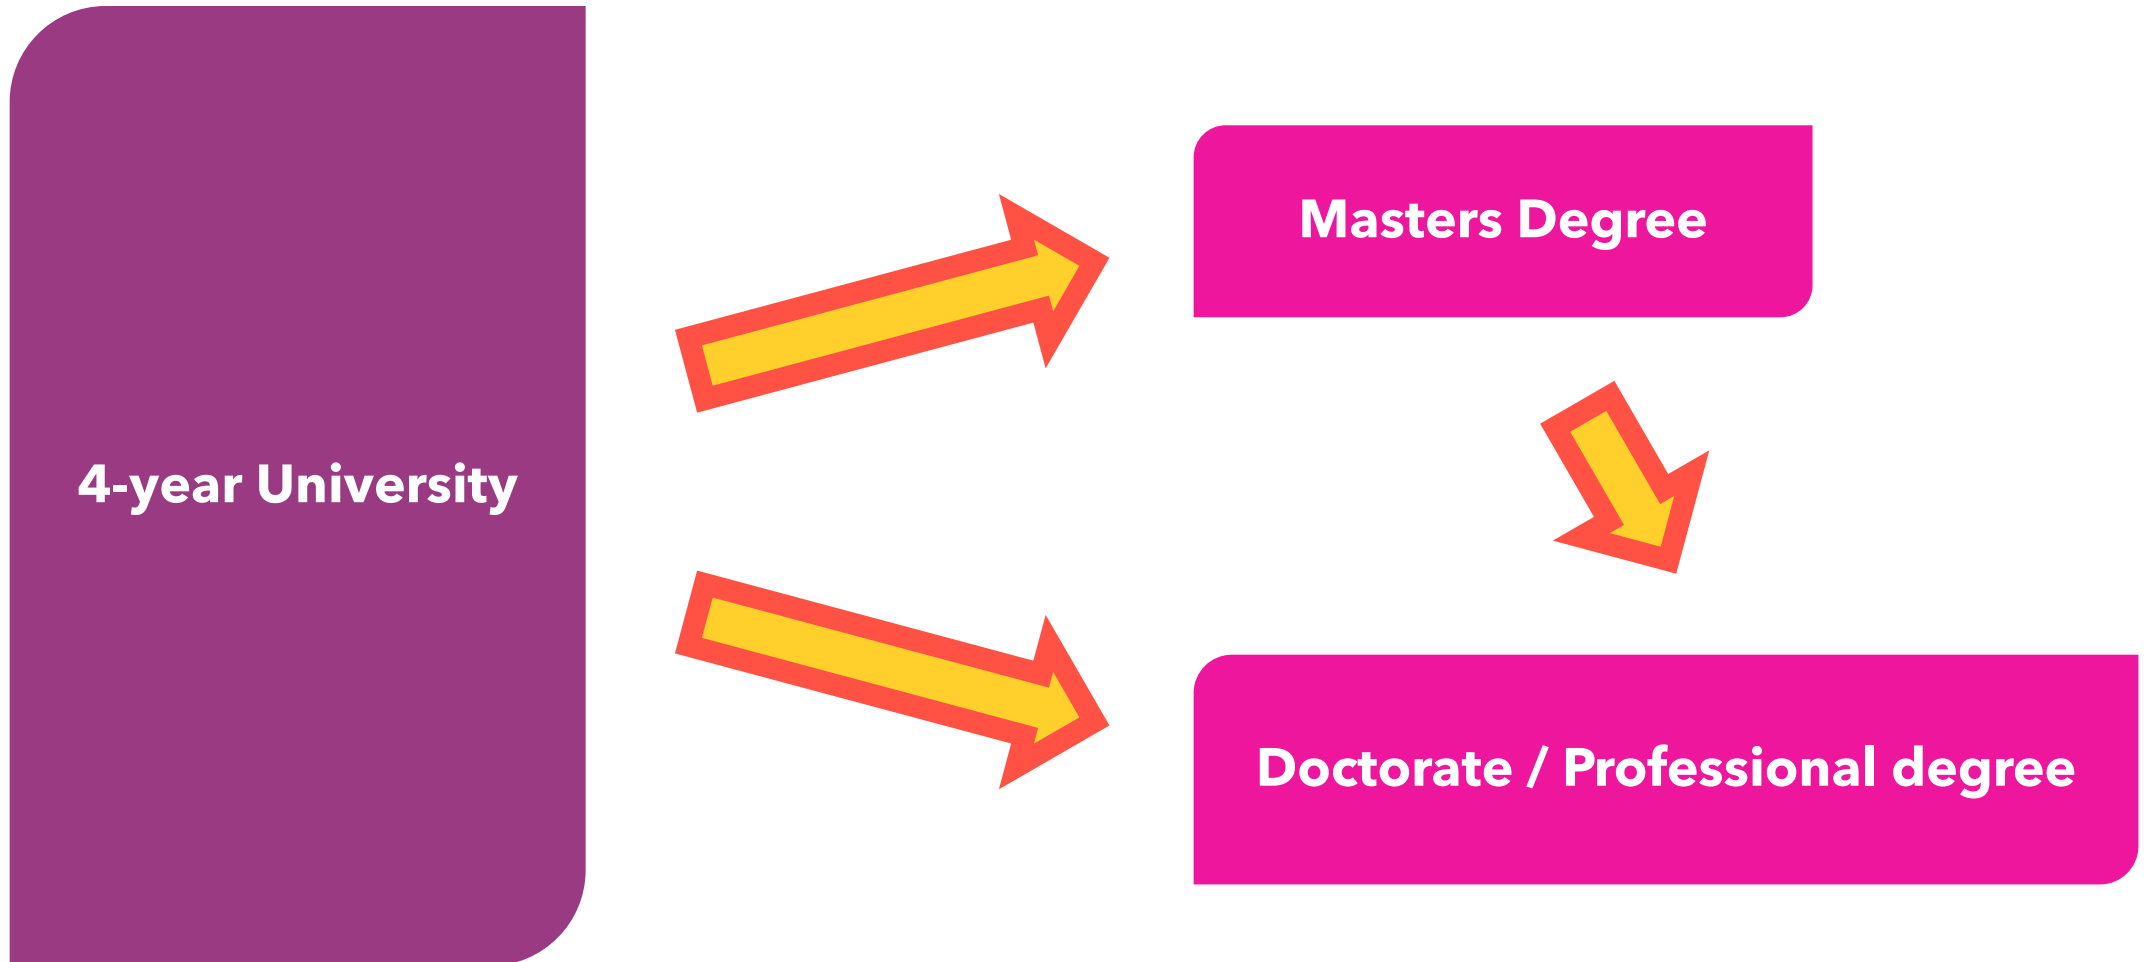 Masters Degree
4-year University
Doctorate / Professional degree